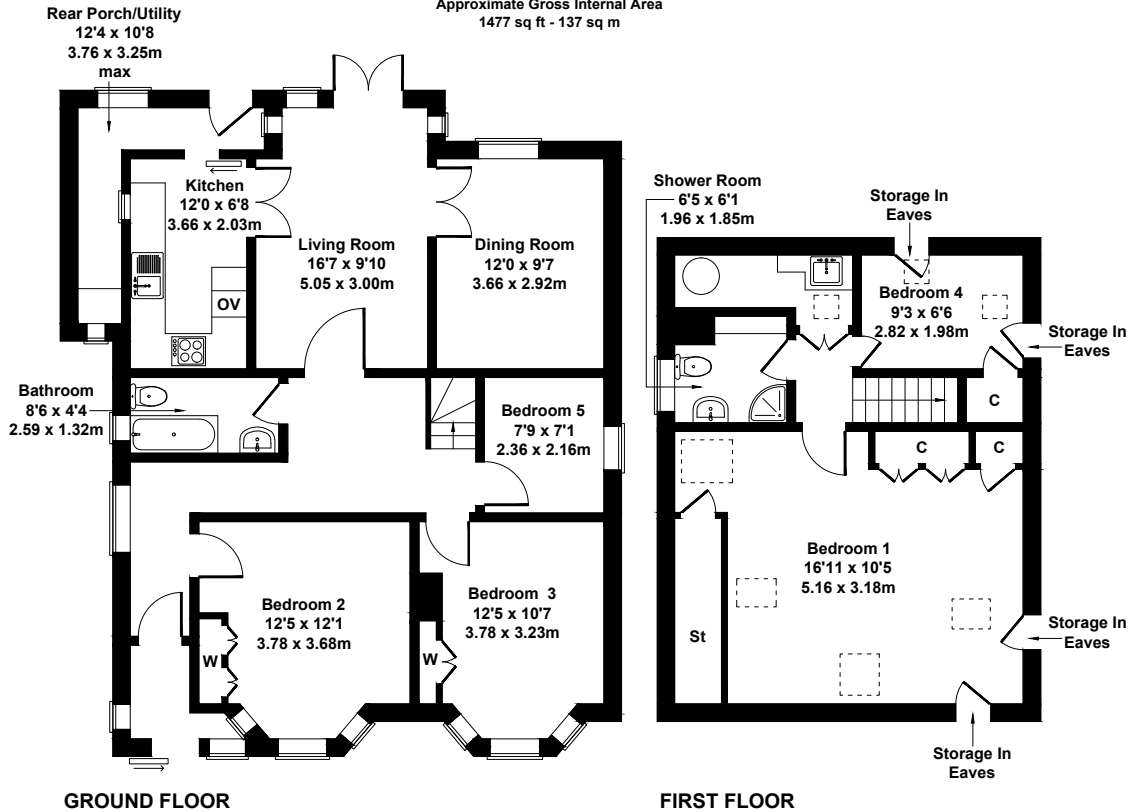 Approximate Gross Internal Area
1477 sq ft - 137 sq m
Rear Porch/Utility
12'4 x 10'8
3.76 x 3.25m
max
Kitchen
12'0 x 6'8
3.66 x 2.03m
OV
Living Room
16'7 x 9'10
5.05 x 3.00m
Dining Room
12'0 x 9'7
3.66 x 2.92m
Bathroom
8'6 x 4'4
2.59 x 1.32m
Bedroom 5
7'9 x 7'1
2.36 x 2.16m
Bedroom 2
12'5 x 12'1
3.78 x 3.68m
W
Bedroom 3
12'5 x 10'7
3.78 x 3.23m
W
GROUND FLOOR
Shower Room
6'5 x 6'1
1.96 x 1.85m
Storage In
Eaves
Bedroom 4
9'3 x 6'6
2.82 x 1.98m
Storage In
Eaves
C
C
C
Bedroom 1
16'11 x 10'5
5.16 x 3.18m
St
Storage In
Eaves
Storage In
Eaves
FIRST FLOOR